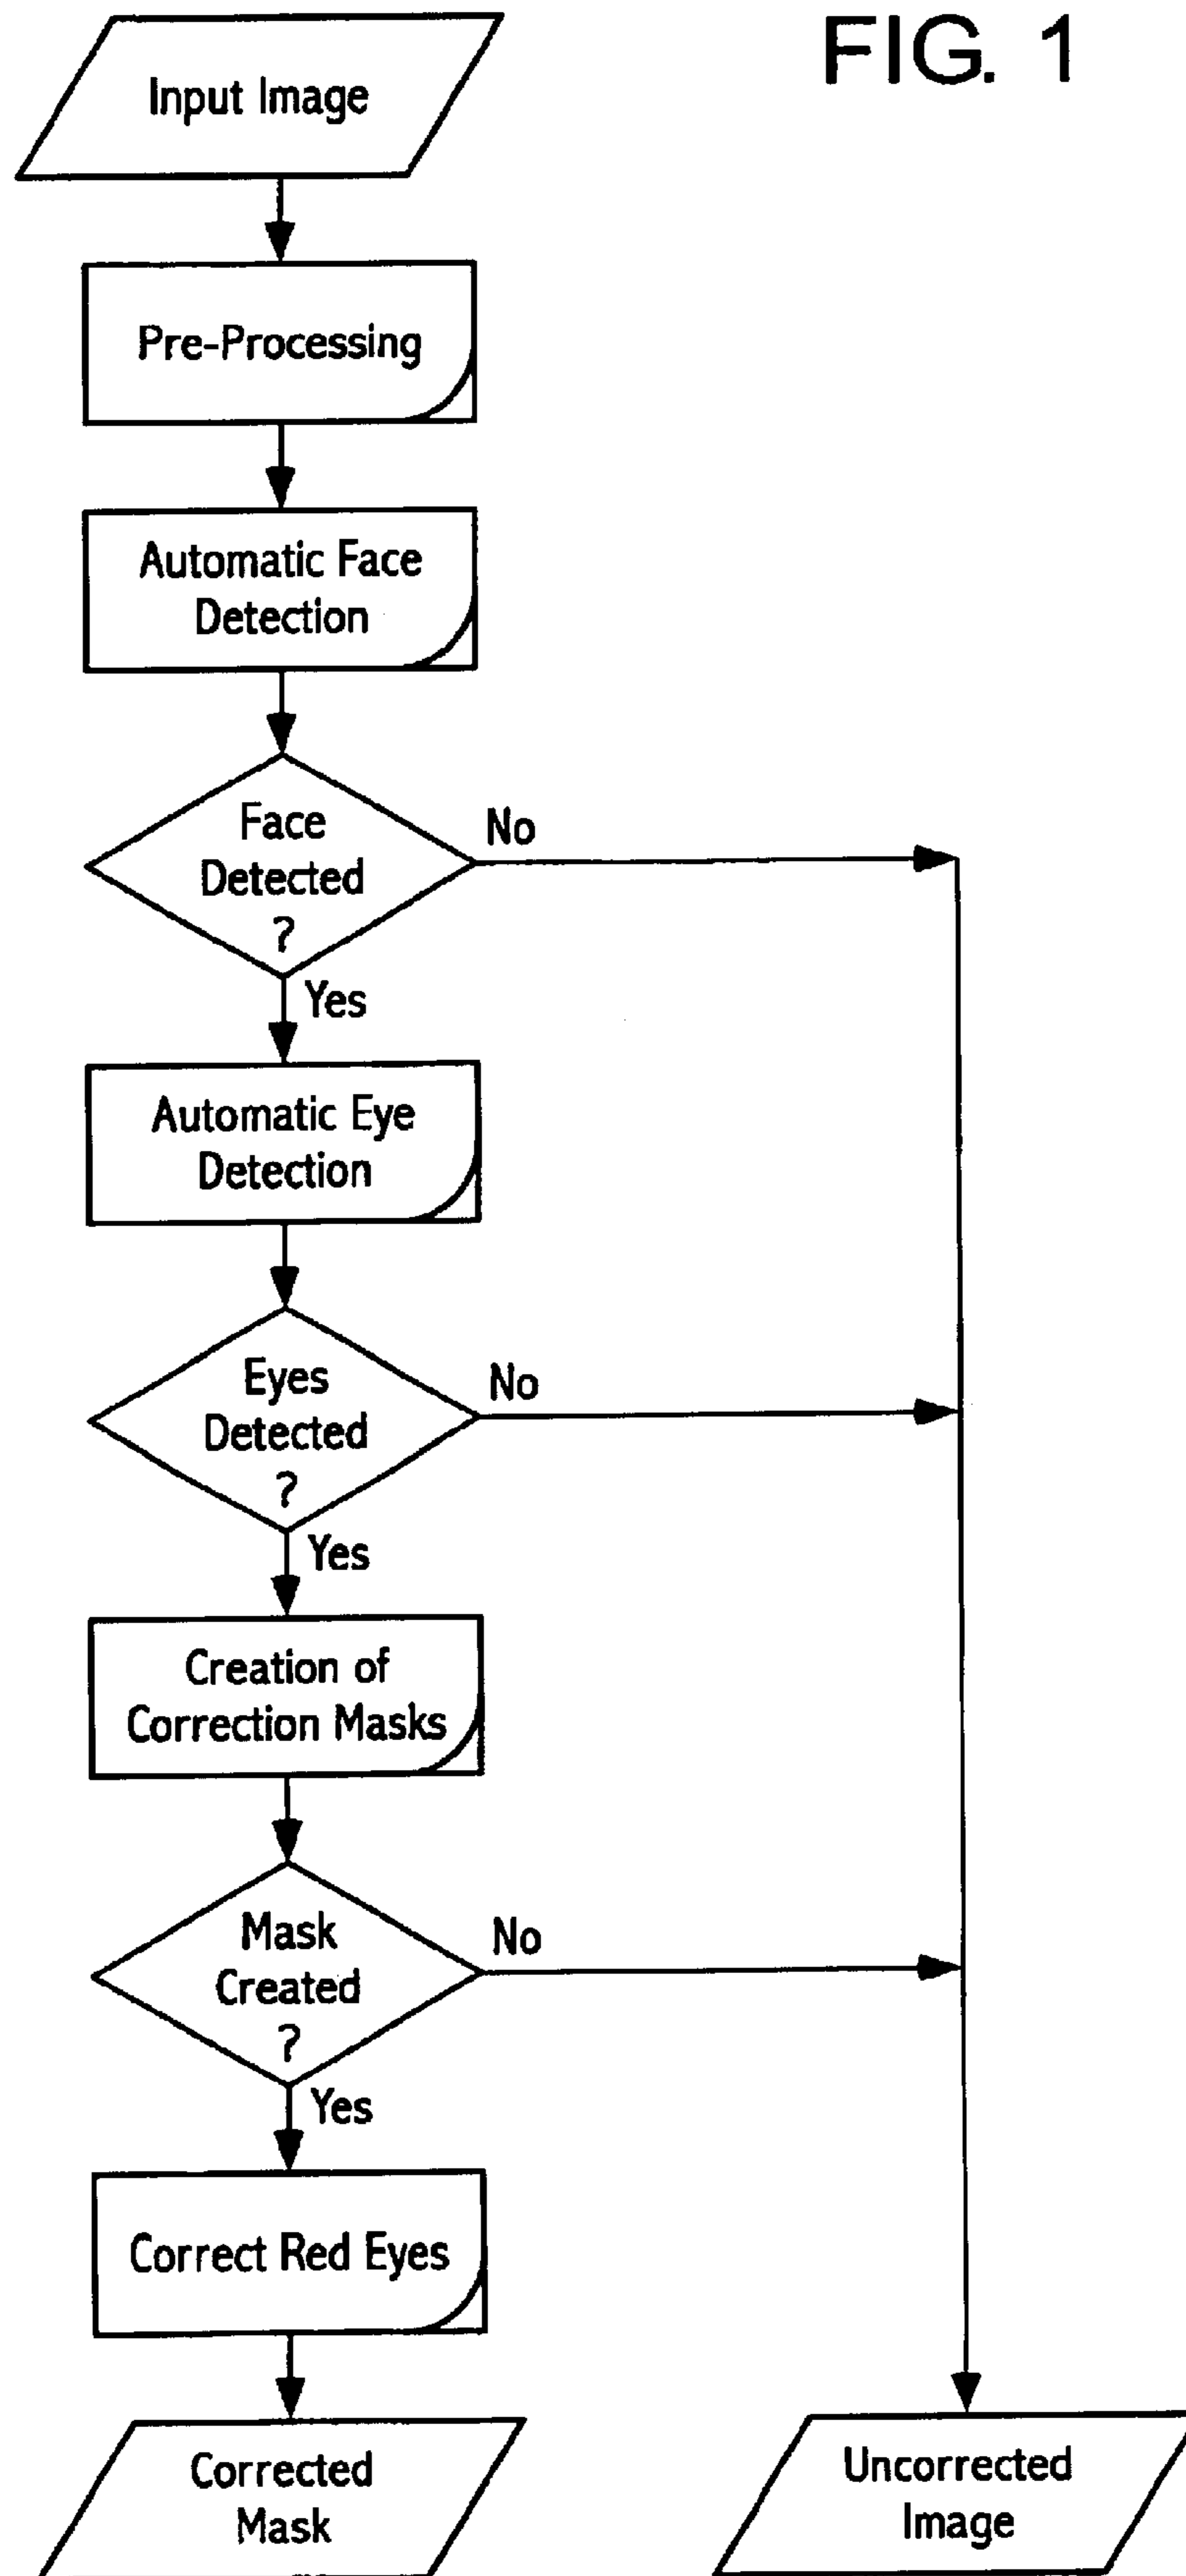 FIG. 1
Input Image
Pre-Processing
Automatic Face
Detection
Face
Detected
?
No
Yes
Automatic Eye
Detection
Eyes
Detected
?
No
Yes
Creation of
Correction Masks
Mask
Created
?
No
Yes
Correct Red Eyes
Corrected
Mask
Uncorrected
Image